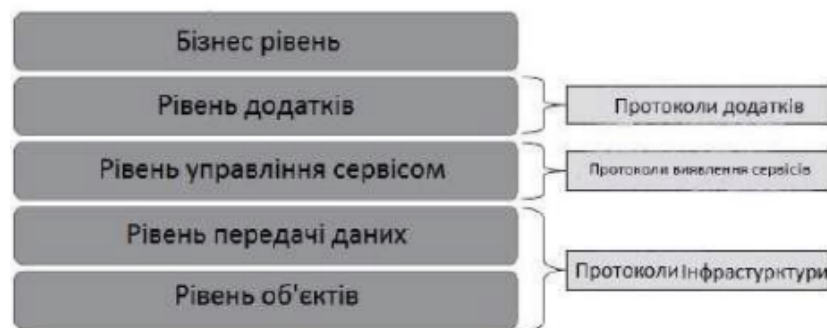 Бізнес рівень
Рівень додатків
Протоколи додатків
Рівень управління сервісом
Протоколи виявлення сервісів
Рівень передачі даних
Протоколи Інфрастурктури
Рівень об'єктів